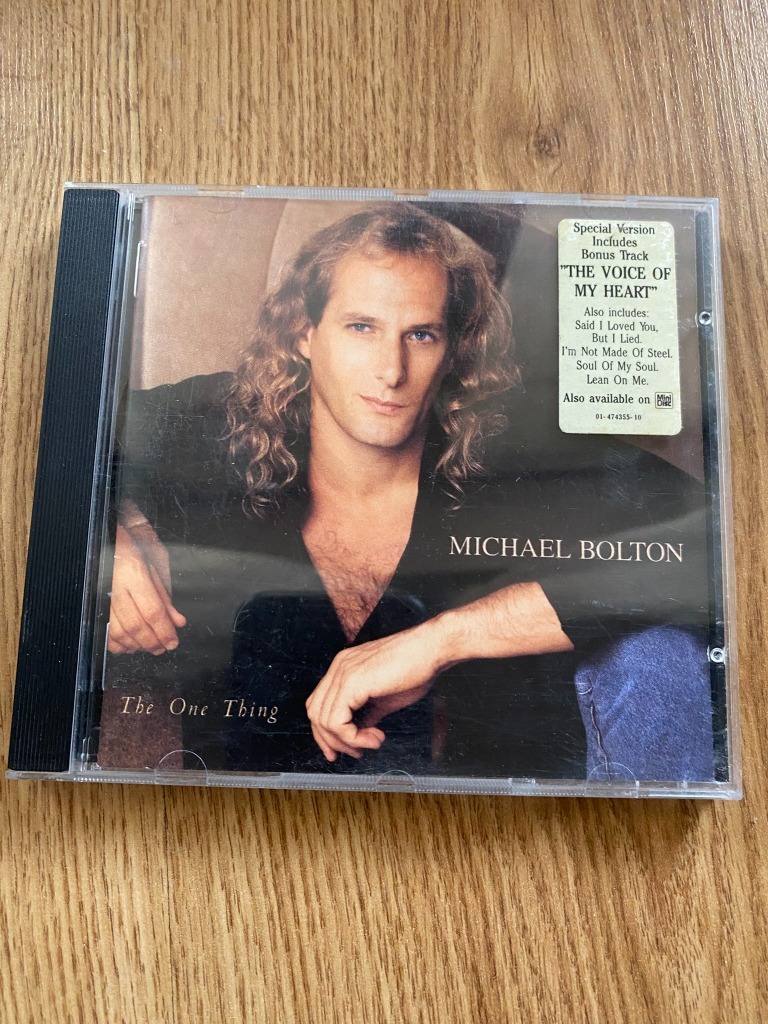 Special Version
Includes
Bonus Track
"THE VOICE OF
MY HEART"
Also includes:
Said I Loved You,
But I Lied.
I'm Not Made Of Steel.
Soul Of My Soul.
Lean On Me.
Also available on Mini Disc
01-474355-10
MICHAEL BOLTON
The One Thing